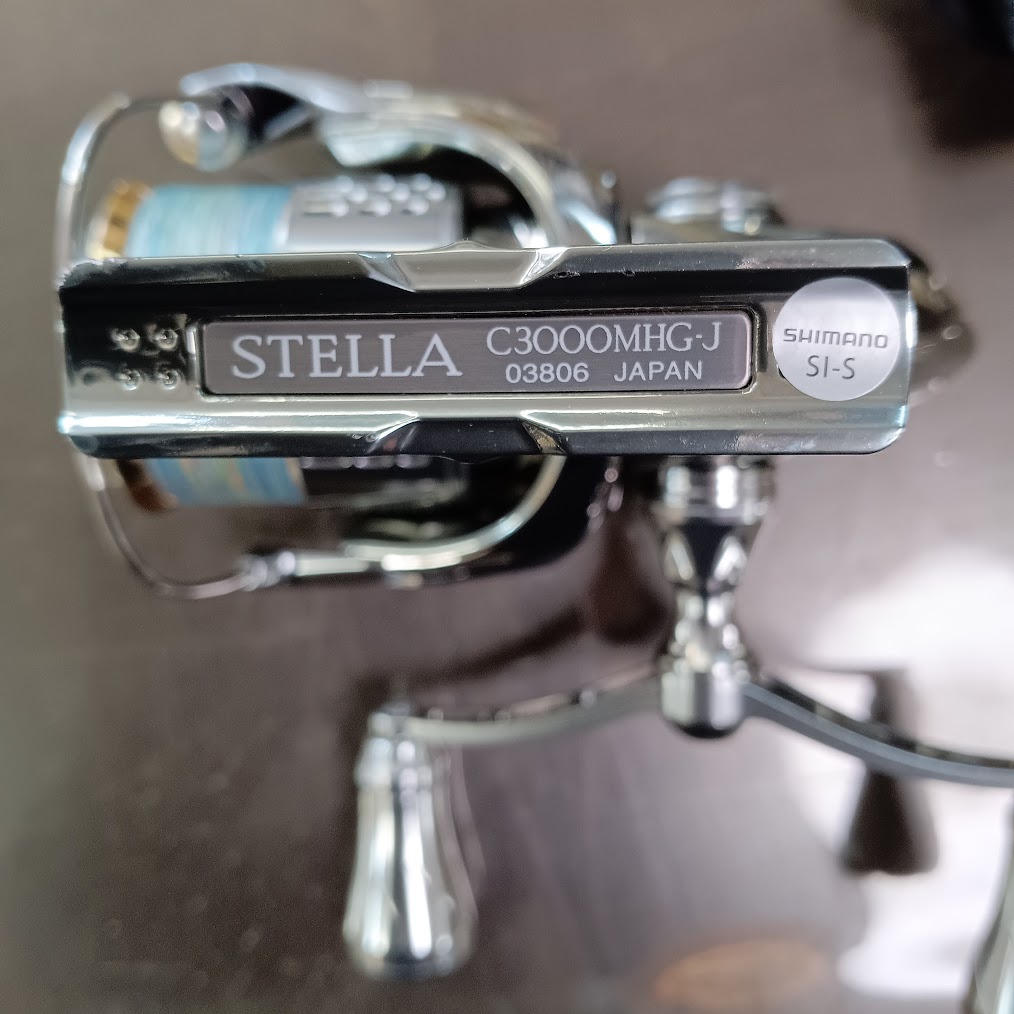 STELLA
C3000MHG-J
03806 JAPAN
SHIMANO
SI-S